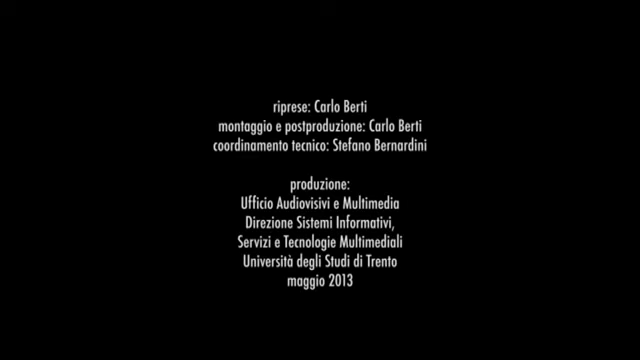 riprese: Carlo Berti
montaggio e postproduzione: Carlo Berti
coordinamento tecnico: Stefano Bernardini
produzione:
Ufficio Audiovisivi e Multimedia
Direzione Sistemi Informativi,
Servizi e Tecnologie Multimediali
Università degli Studi di Trento
maggio 2013